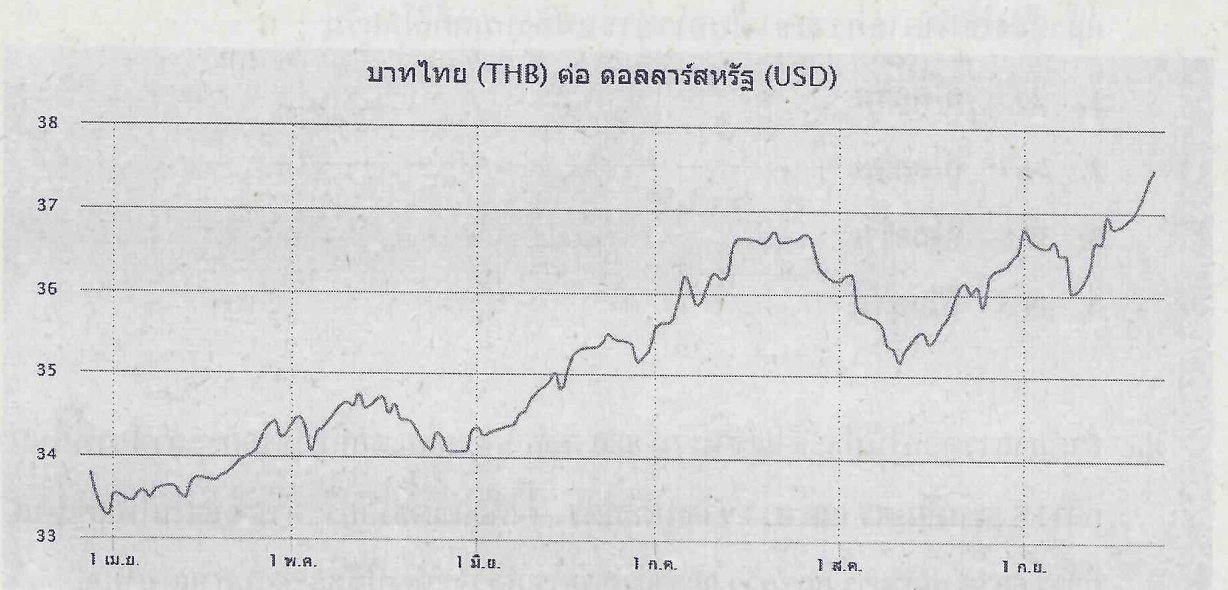 บาทไทย (THB) ต่อ ดอลลาร์สหรัฐ (USD)
38
37
36
35
34
33
1 เม.ย.
1 พ.ค.
1 มิ.ย.
1 ก.ค.
1 ส.ค.
1 ก.ย.